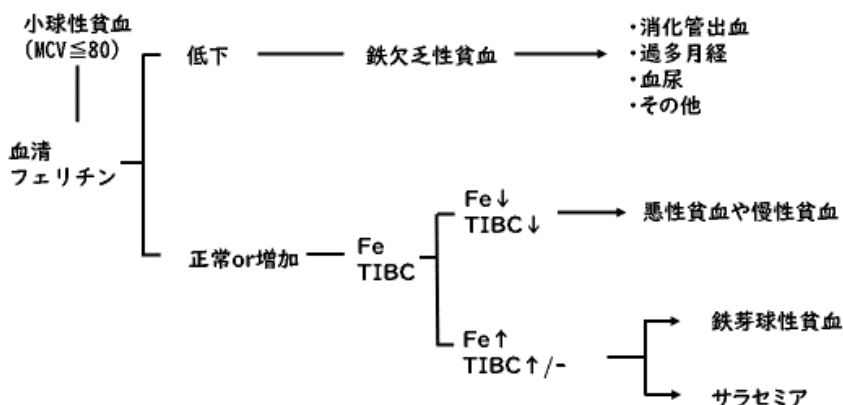 小球性貧血
(MCV≦80)
血清
フェリチン
低下
鉄欠乏性貧血
・消化管出血
・過多月経
・血尿
・その他
正常or増加
Fe
TIBC
Fe↓
TIBC↓
悪性貧血や慢性貧血
Fe↑
TIBC↑/-
鉄芽球性貧血
サラセミア